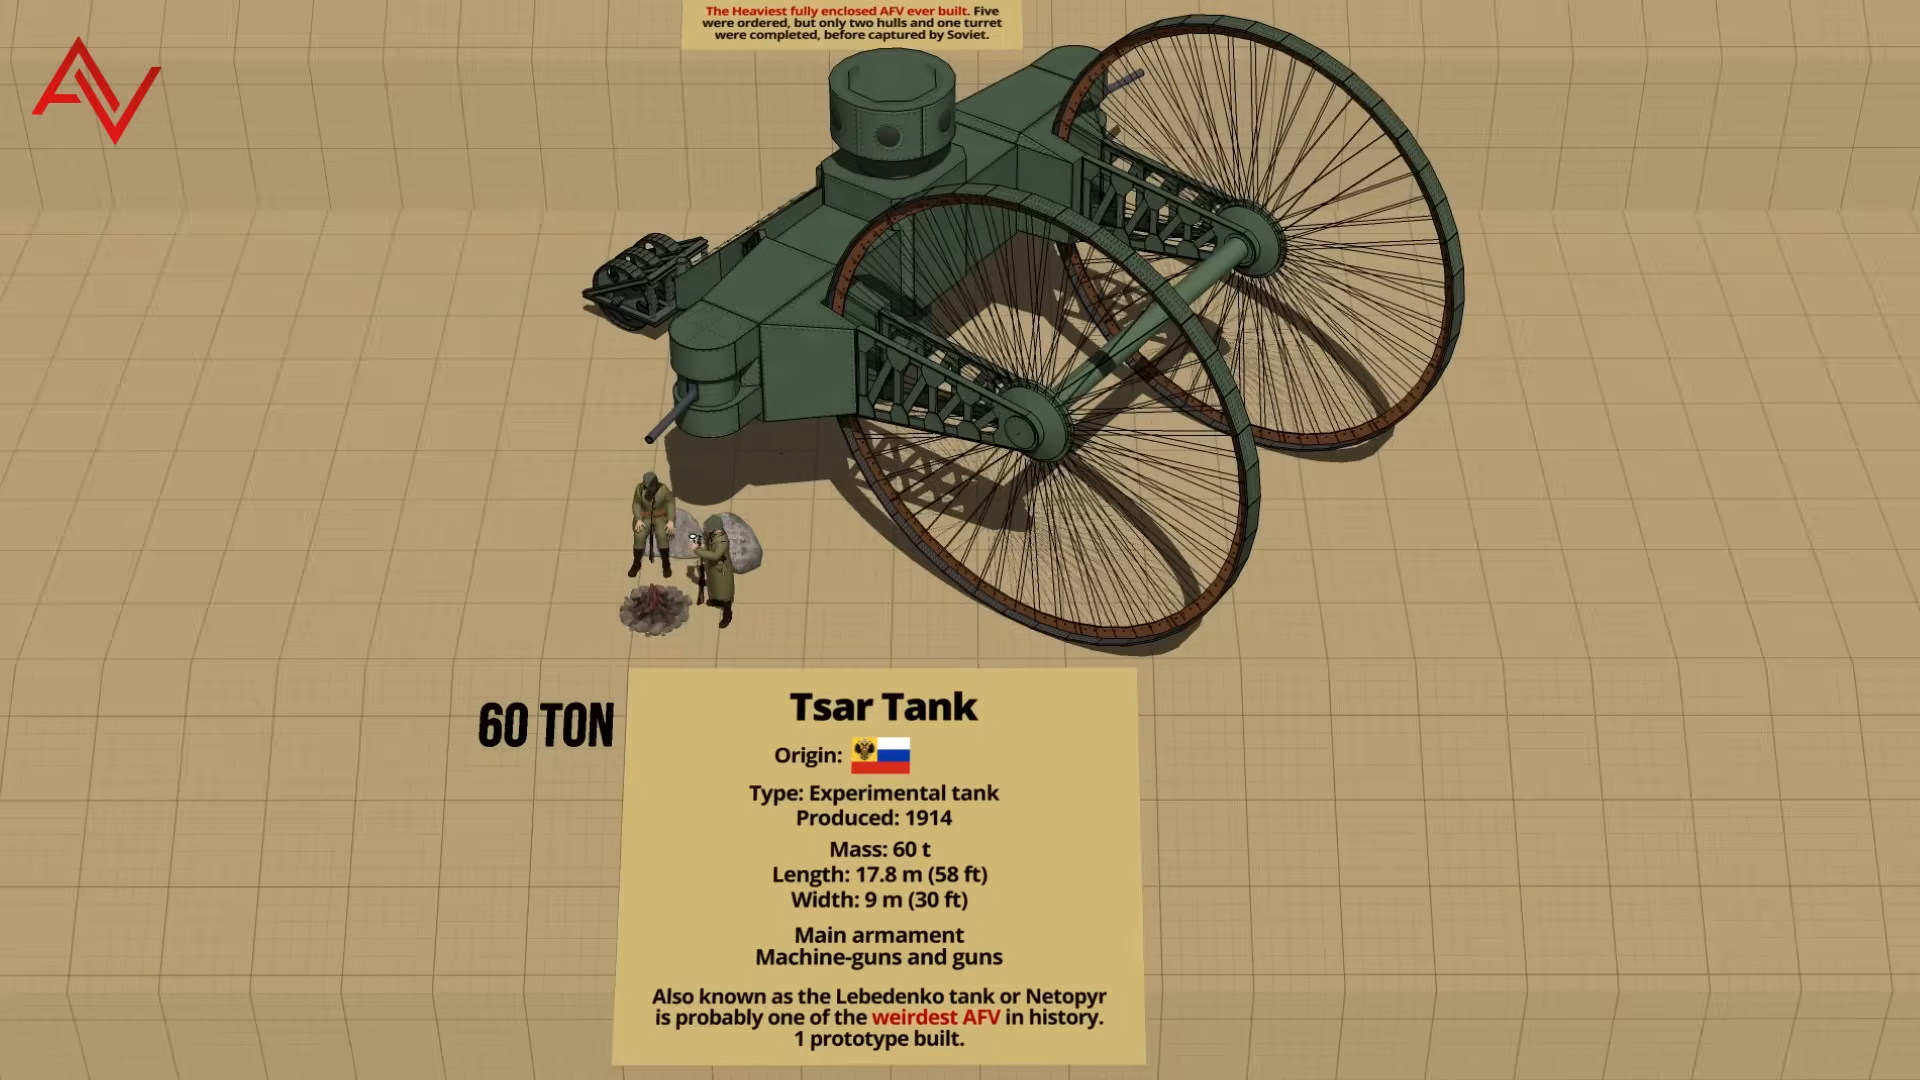 The Heaviest fully enclosed AFV ever built. Five
were ordered, but only two hulls and one turret
were completed, before captured by Soviet.
AV
60 TON
Tsar Tank
Origin:
Type: Experimental tank
Produced: 1914
Mass: 60 t
Length: 17.8 m (58 ft)
Width: 9 m (30 ft)
Main armament
Machine-guns and guns
Also known as the Lebedenko tank or Netopyr
is probably one of the weirdest AFV in history.
1 prototype built.